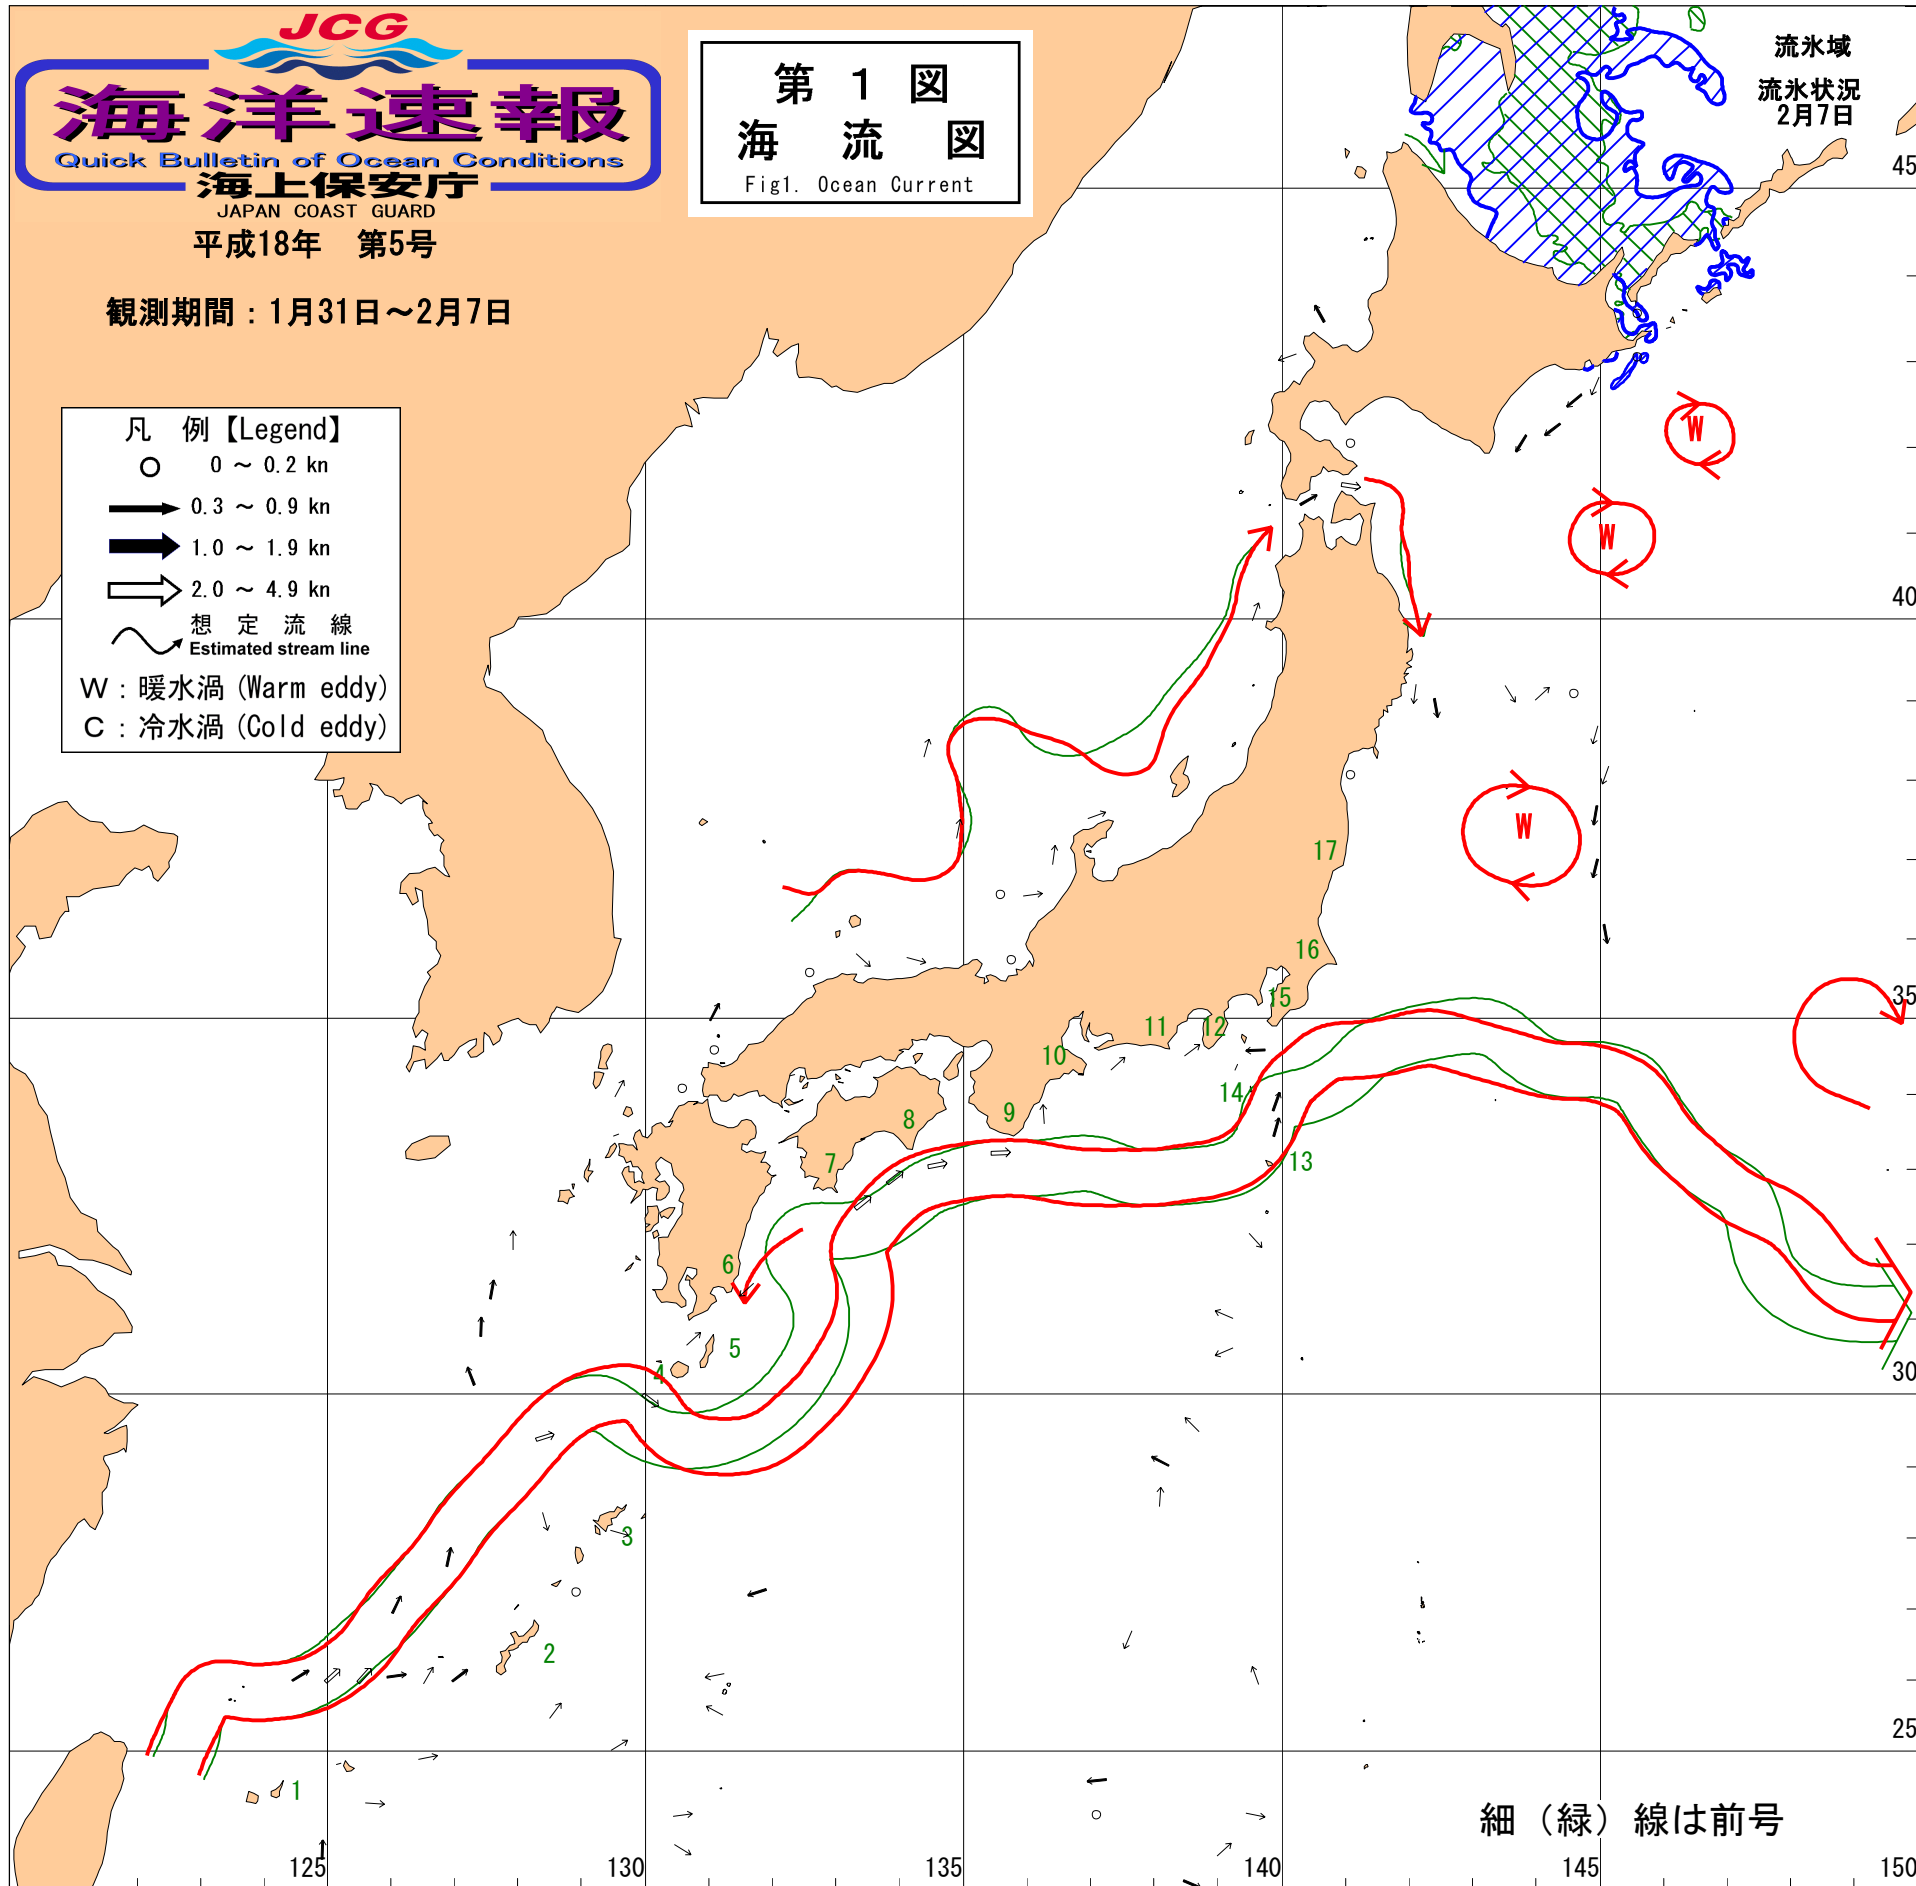 JCG
海洋速報
Quick Bulletin of Ocean Conditions
海上保安庁
JAPAN COAST GUARD
平成18年 第5号
観測期間：1月31日～2月7日
第 1 図
海 流 図
Fig1. Ocean Current
流氷域
流氷状況
2月7日
凡 例【Legend】
0 ～ 0.2 kn
0.3 ～ 0.9 kn
1.0 ～ 1.9 kn
2.0 ～ 4.9 kn
想 定 流 線
Estimated stream line
W：暖水渦 (Warm eddy)
C：冷水渦 (Cold eddy)
45
W
W
40
W
17
16
35
15
12
11
10
14
9
8
13
7
6
5
4
30
3
2
25
1
細（緑）線は前号
125
130
135
140
145
150